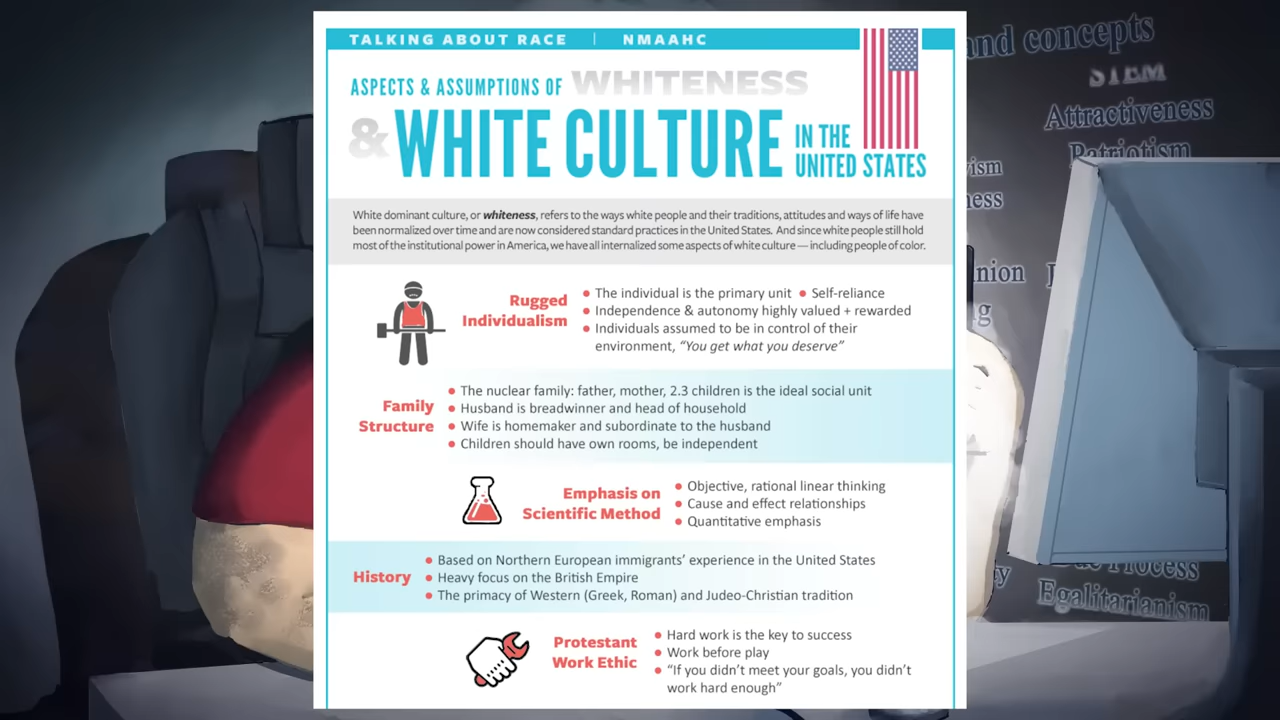 TALKING ABOUT RACE | NMAAHC
ASPECTS & ASSUMPTIONS OF WHITENESS
& WHITE CULTURE IN THE
UNITED STATES
White dominant culture, or whiteness, refers to the ways white people and their traditions, attitudes and ways of life have
been normalized over time and are now considered standard practices in the United States. And since white people still hold
most of the institutional power in America, we have all internalized some aspects of white culture — including people of color.
Rugged
Individualism
• The individual is the primary unit • Self-reliance
• Independence & autonomy highly valued + rewarded
• Individuals assumed to be in control of their
environment, "You get what you deserve"
Family
Structure
• The nuclear family: father, mother, 2.3 children is the ideal social unit
• Husband is breadwinner and head of household
• Wife is homemaker and subordinate to the husband
• Children should have own rooms, be independent
Emphasis on
Scientific Method
• Objective, rational linear thinking
• Cause and effect relationships
• Quantitative emphasis
History
• Based on Northern European immigrants' experience in the United States
• Heavy focus on the British Empire
• The primacy of Western (Greek, Roman) and Judeo-Christian tradition
Protestant
Work Ethic
• Hard work is the key to success
• Work before play
• "If you didn't meet your goals, you didn't
work hard enough"
and concepts
STEM
Attractiveness
Patriotism
Process
Egalitarianism